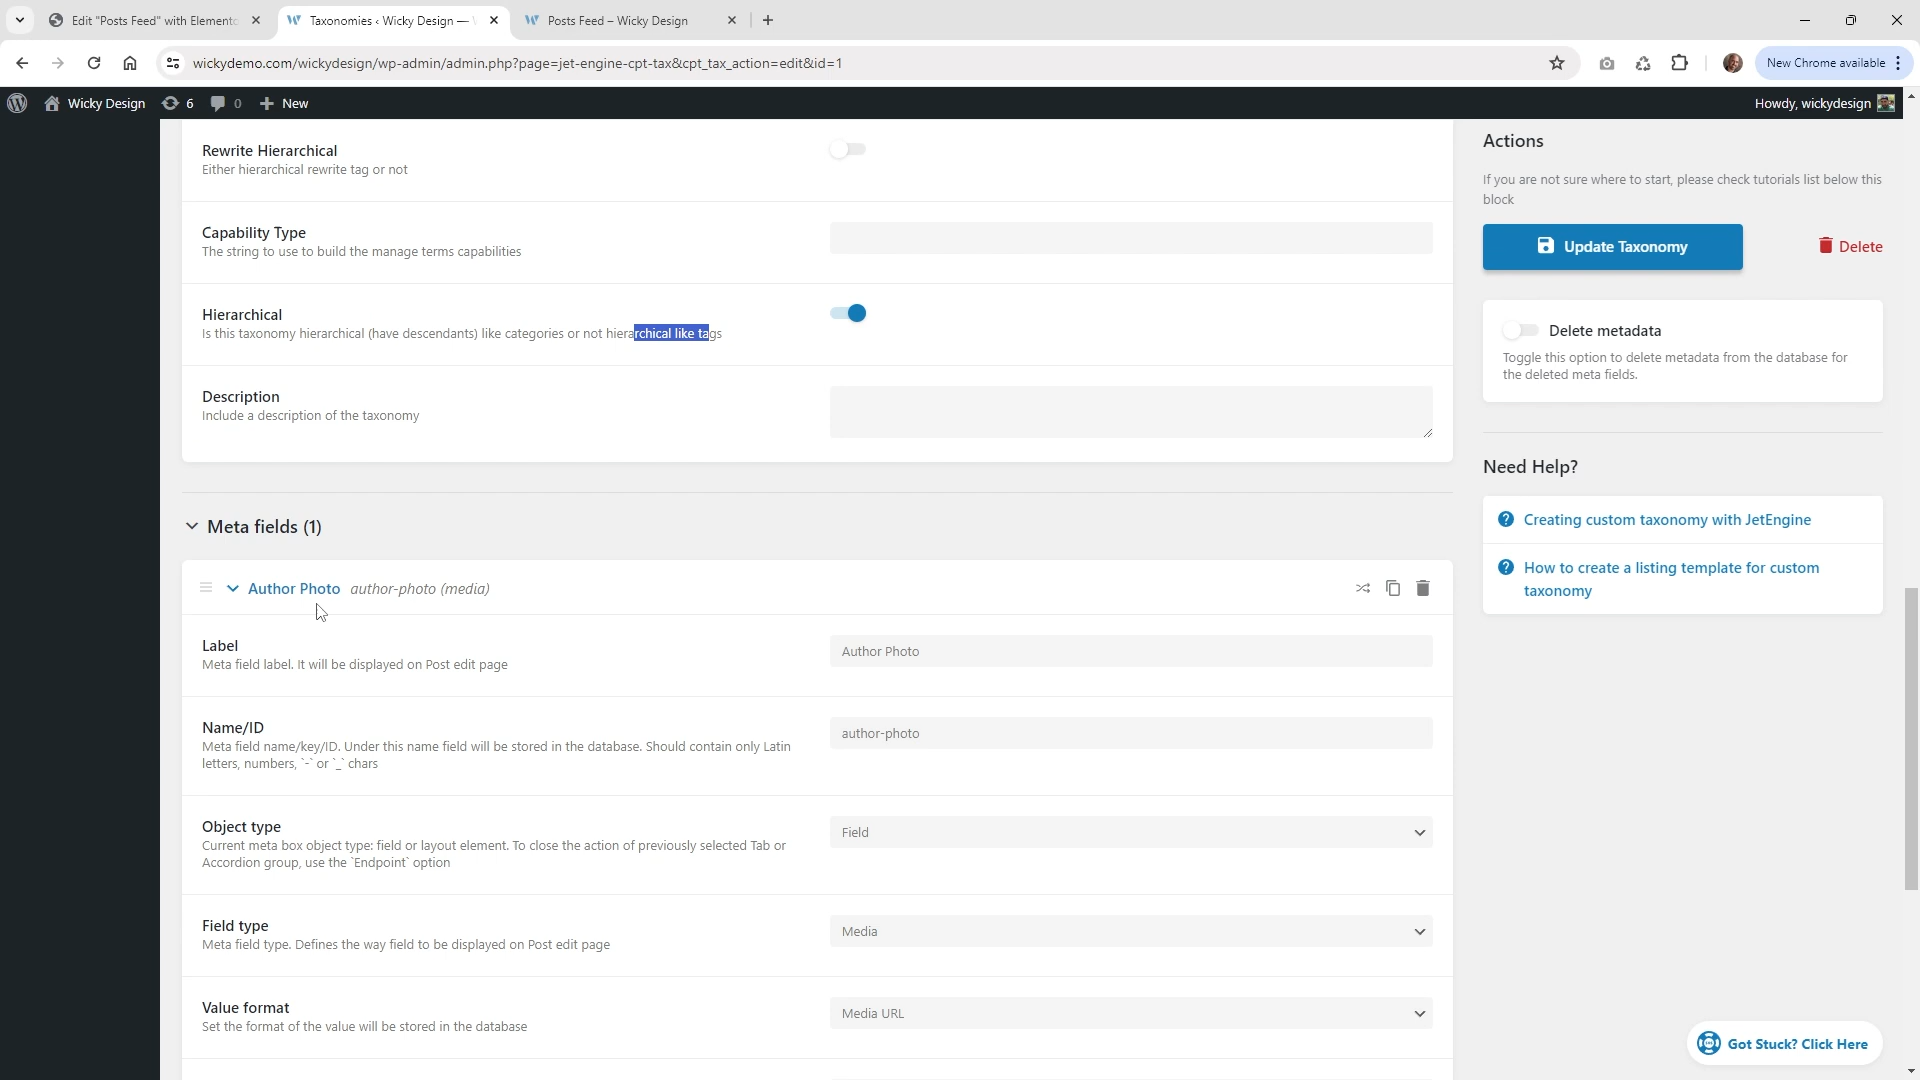 Edit "Posts Feed" with Elemento
Taxonomies ‹ Wicky Design — W
Posts Feed – Wicky Design
wickydemo.com/wickydesign/wp-admin/admin.php?page=jet-engine-cpt-tax&cpt_tax_action=edit&id=1
New Chrome available
Wicky Design
6
0
New
Howdy, wickydesign
Rewrite Hierarchical
Either hierarchical rewrite tag or not
Capability Type
The string to use to build the manage terms capabilities
Hierarchical
Is this taxonomy hierarchical (have descendants) like categories or not hierarchical like tags
Description
Include a description of the taxonomy
Meta fields (1)
Author Photo author-photo (media)
Label
Meta field label. It will be displayed on Post edit page
Author Photo
Name/ID
Meta field name/key/ID. Under this name field will be stored in the database. Should contain only Latin
letters, numbers, `-` or `_` chars
author-photo
Object type
Current meta box object type: field or layout element. To close the action of previously selected Tab or
Accordion group, use the `Endpoint` option
Field
Field type
Meta field type. Defines the way field to be displayed on Post edit page
Media
Value format
Set the format of the value will be stored in the database
Media URL
Actions
If you are not sure where to start, please check tutorials list below this
block
Update Taxonomy
Delete
Delete metadata
Toggle this option to delete metadata from the database for
the deleted meta fields.
Need Help?
Creating custom taxonomy with JetEngine
How to create a listing template for custom
taxonomy
Got Stuck? Click Here